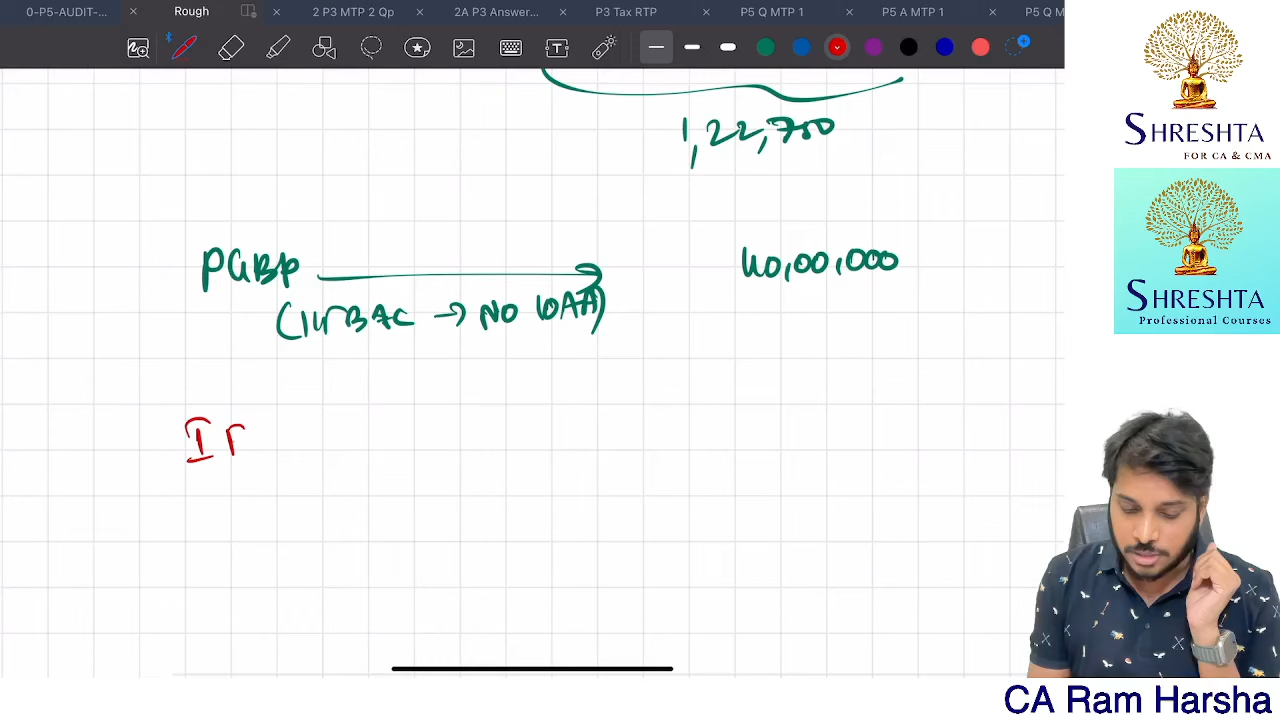 0-P5-AUDIT-... Rough 2 P3 MTP 2 Qp 2A P3 Answer... P3 Tax RTP P5 Q MTP 1 P5 A MTP 1 P5 Q M
1,22,750
PGBP 40,00,000
(115BAC → NO 10AA)
I
SHRESHTA
FOR CA & CMA
SHRESHTA
Professional Courses
CA Ram Harsha